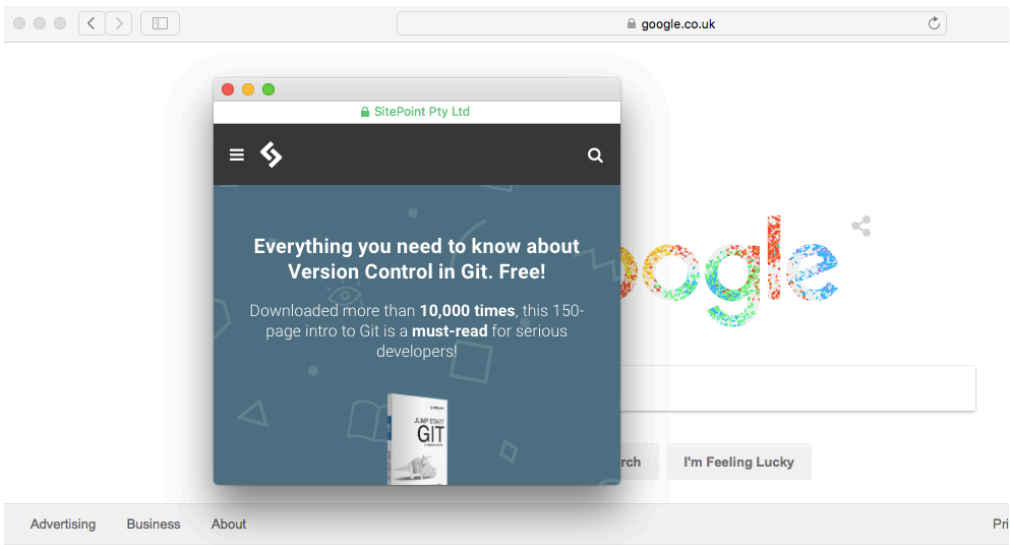 google.co.uk
SitePoint Pty Ltd
Everything you need to know about
Version Control in Git. Free!
Downloaded more than 10,000 times, this 150-
page intro to Git is a must-read for serious
developers!
JUMP START
GIT
oogle
rch
I'm Feeling Lucky
Advertising
Business
About
Pri